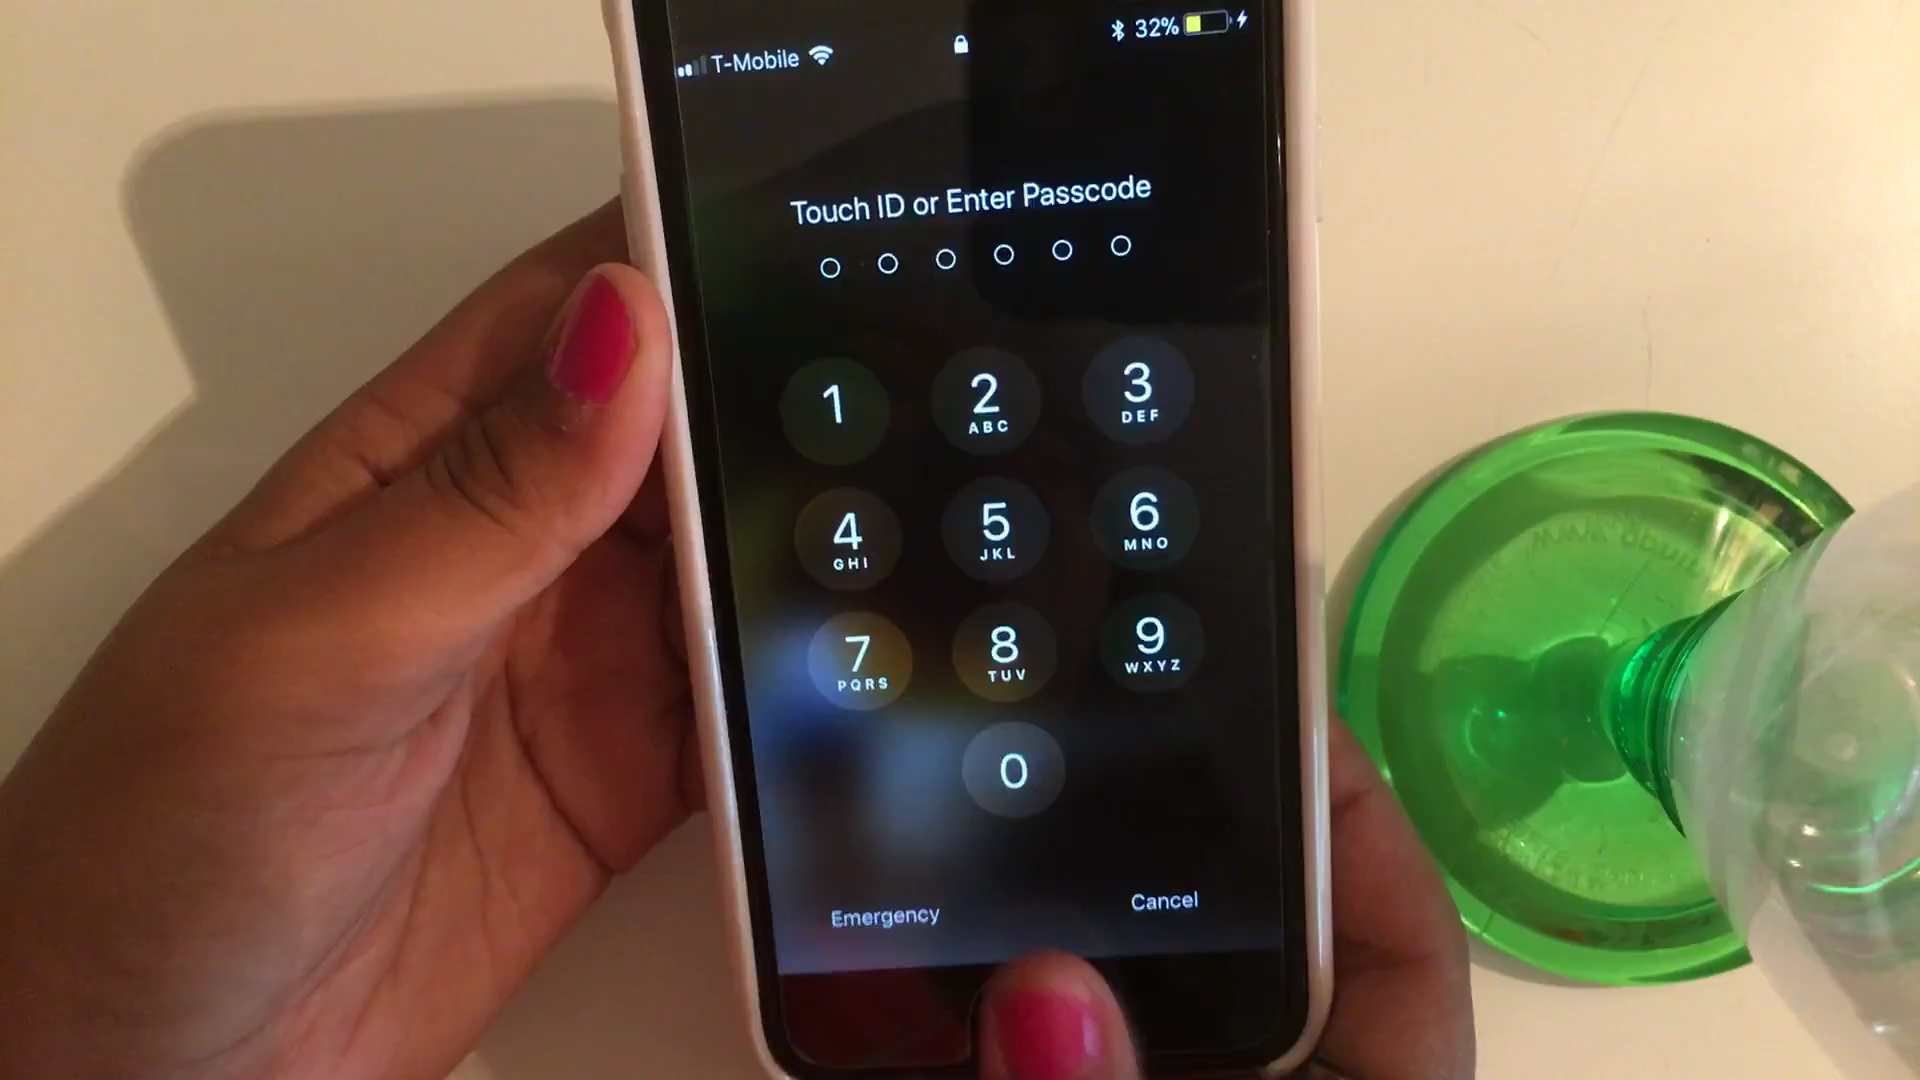 T-Mobile
32%
Touch ID or Enter Passcode
1
2
ABC
3
DEF
4
GHI
5
JKL
6
MNO
7
PQRS
8
TUV
9
WXYZ
0
Emergency
Cancel